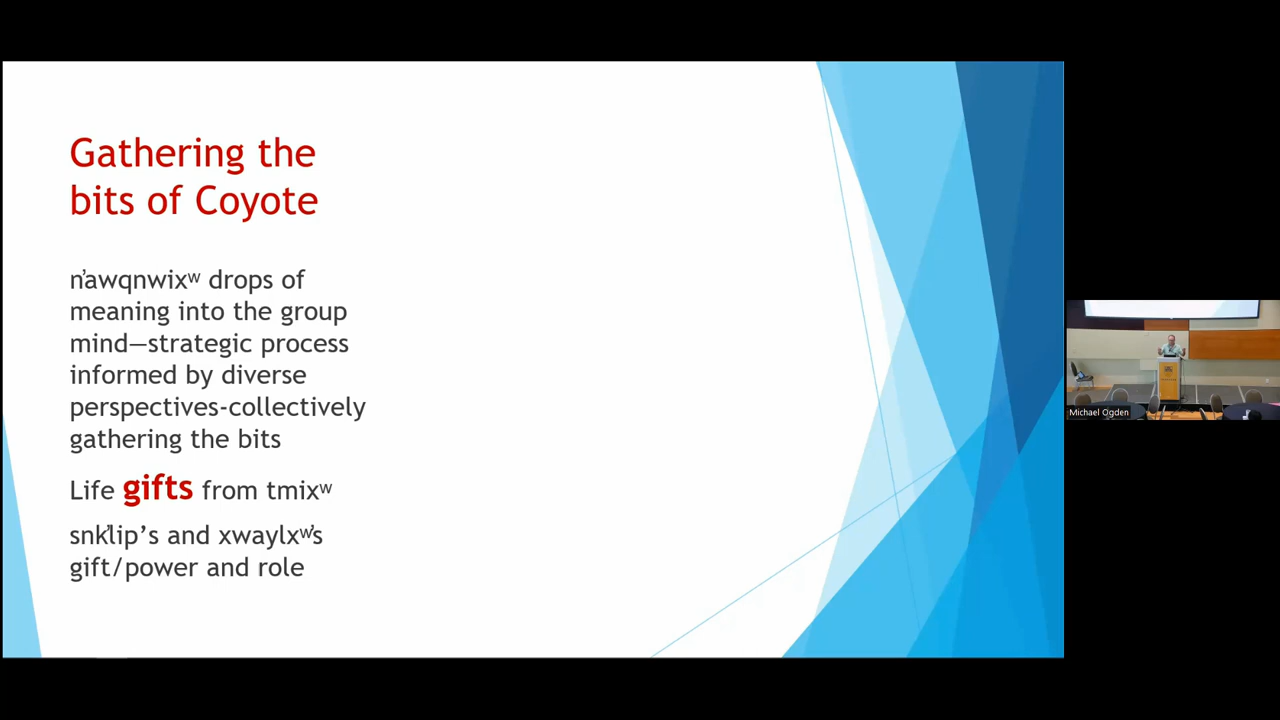 Gathering the
bits of Coyote
n̓awqnwixʷ drops of
meaning into the group
mind—strategic process
informed by diverse
perspectives-collectively
gathering the bits
Life gifts from tmixʷ
snk̓lip’s and xwaylxʷ̓s
gift/power and role
Michael Ogden